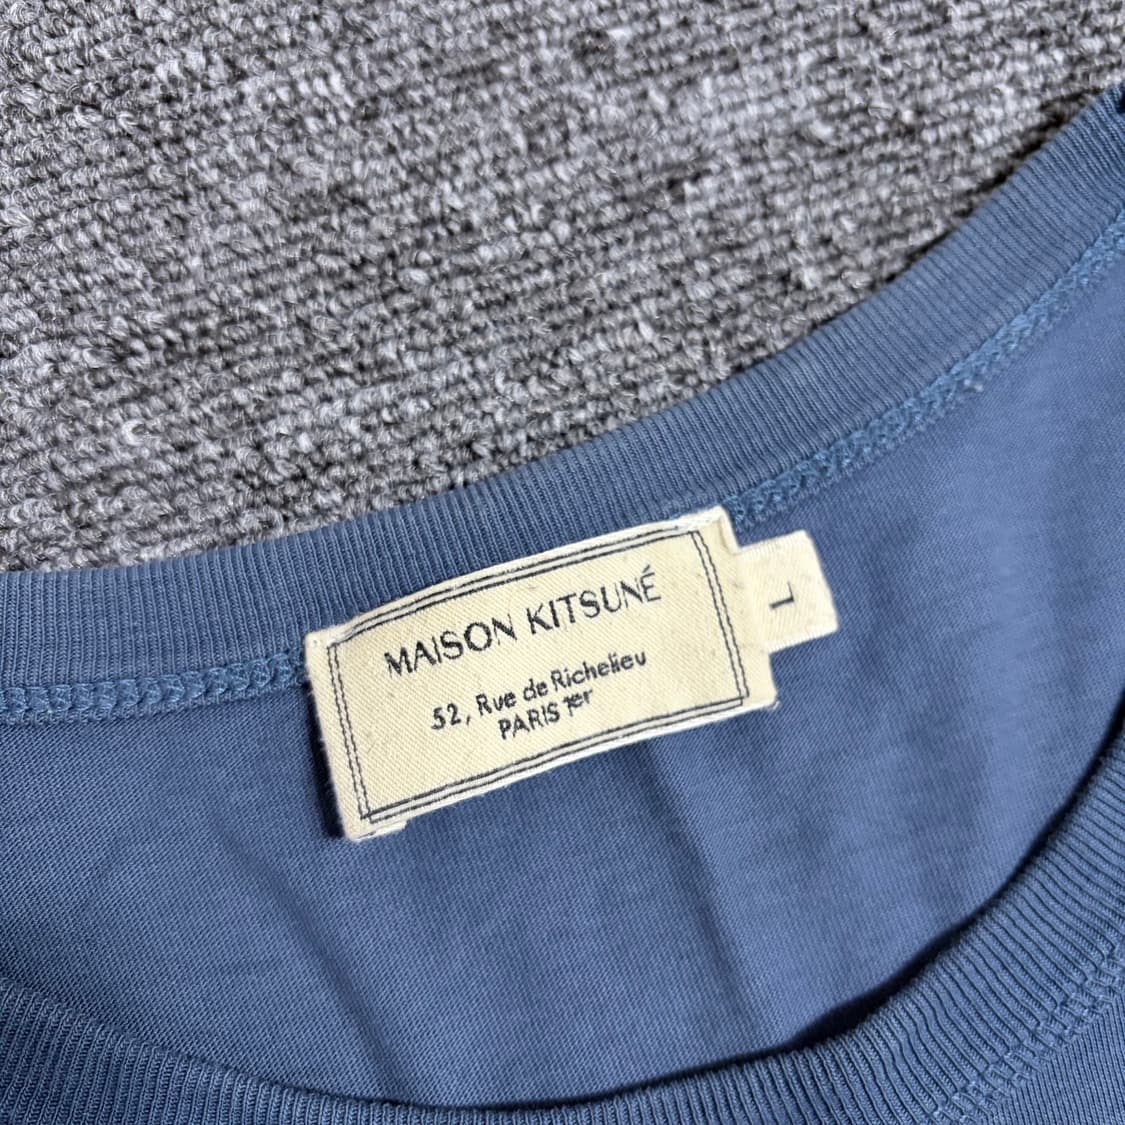 MAISON KITSUNÉ
52, Rue de Richelieu
PARIS 1er
L